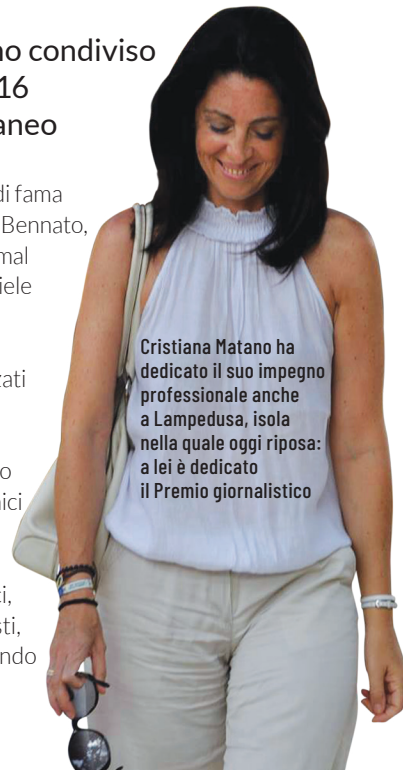 no condiviso
16
aneo
di fama
Bennato,
mal
iele
ati
o
ici
i,
sti,
ndo
Cristiana Matano ha
dedicato il suo impegno
professionale anche
a Lampedusa, isola
nella quale oggi riposa:
a lei è dedicato
il Premio giornalistico